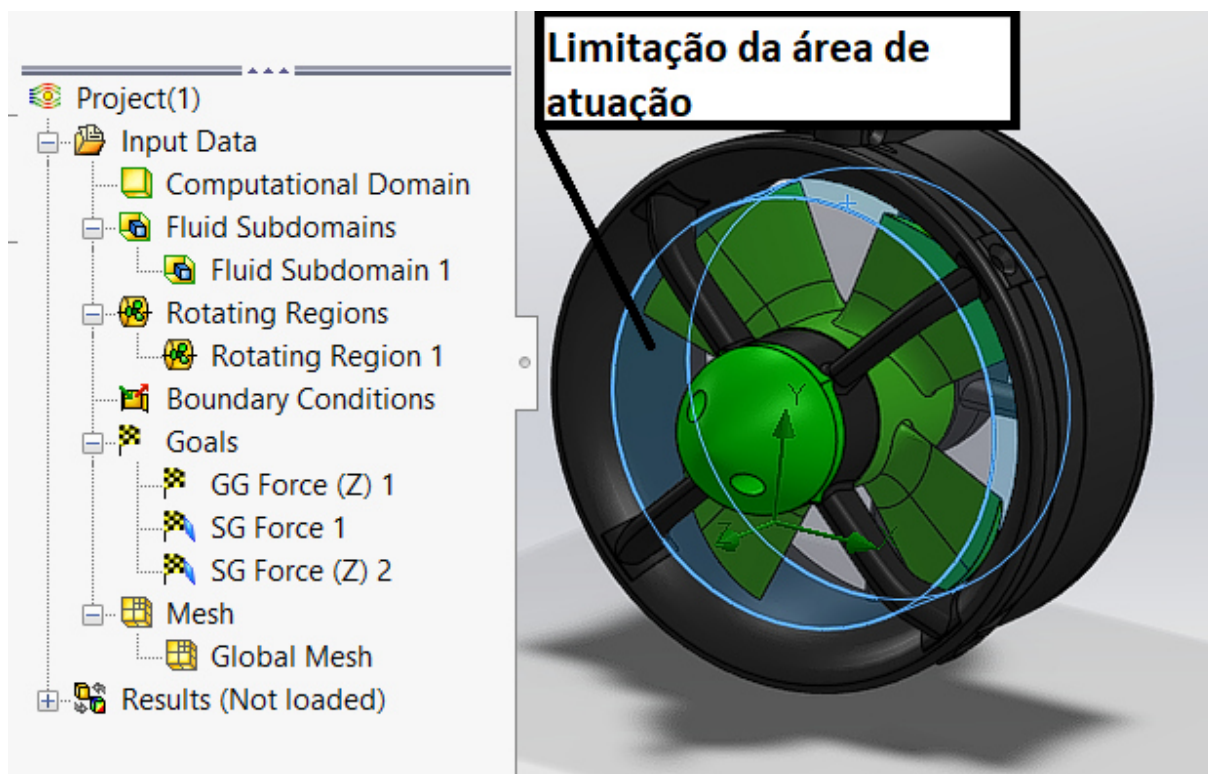 Limitação da área de
atuação
Project(1)
Input Data
Computational Domain
Fluid Subdomains
Fluid Subdomain 1
Rotating Regions
Rotating Region 1
Boundary Conditions
Goals
GG Force (Z) 1
SG Force 1
SG Force (Z) 2
Mesh
Global Mesh
Results (Not loaded)
Y
Z
X